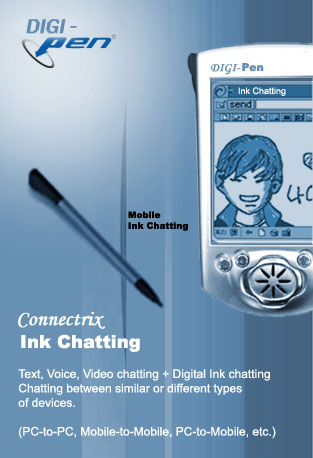 DIGI -
pen®
DIGI-Pen
Ink Chatting
send
Mobile
Ink Chatting
Connectrix
Ink Chatting
Text, Voice, Video chatting + Digital Ink chatting
Chatting between similar or different types
of devices.
(PC-to-PC, Mobile-to-Mobile, PC-to-Mobile, etc.)